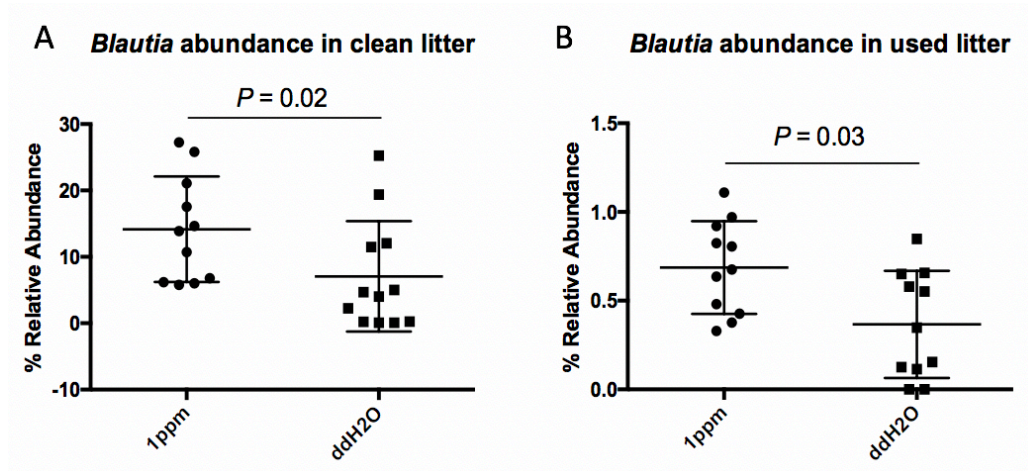 A
Blautia abundance in clean litter
P = 0.02
% Relative Abundance
30
20
10
0
-10
1ppm
ddH2O
B
Blautia abundance in used litter
P = 0.03
% Relative Abundance
1.5
1.0
0.5
0.0
1ppm
ddH2O